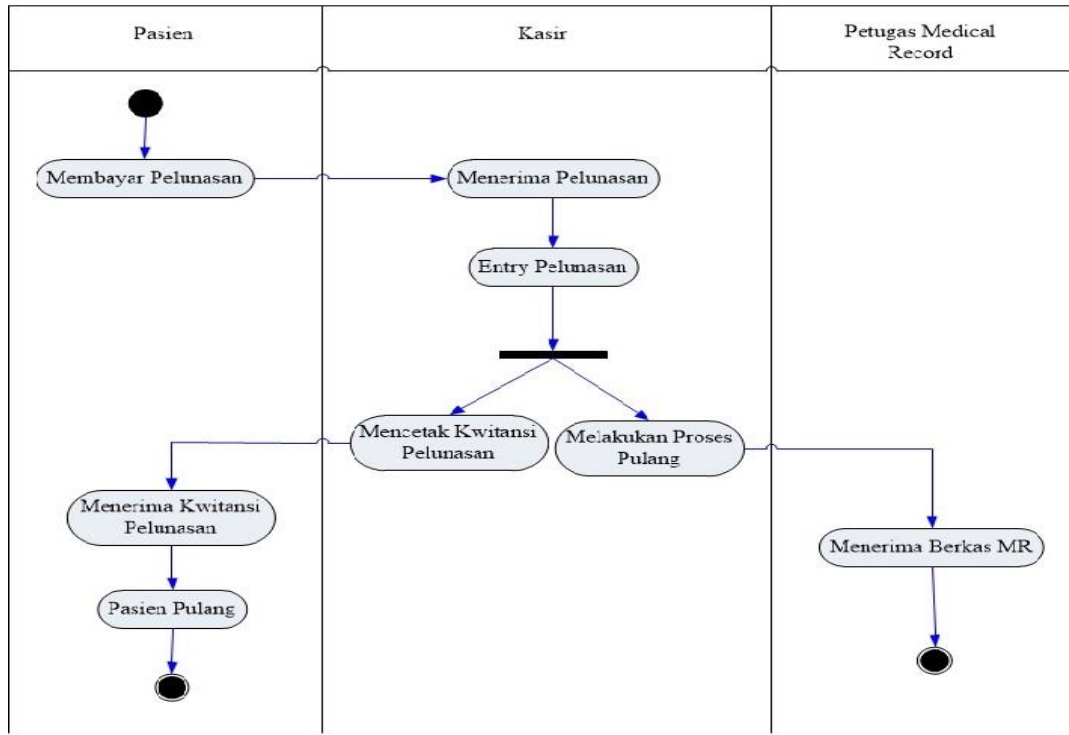 Pasien
Kasir
Petugas Medical
Record
Membayar Pelunasan
Menerima Pelunasan
Entry Pelunasan
Mencetak Kwitansi
Pelunasan
Melakukan Proses
Pulang
Menerima Kwitansi
Pelunasan
Menerima Berkas MR
Pasien Pulang